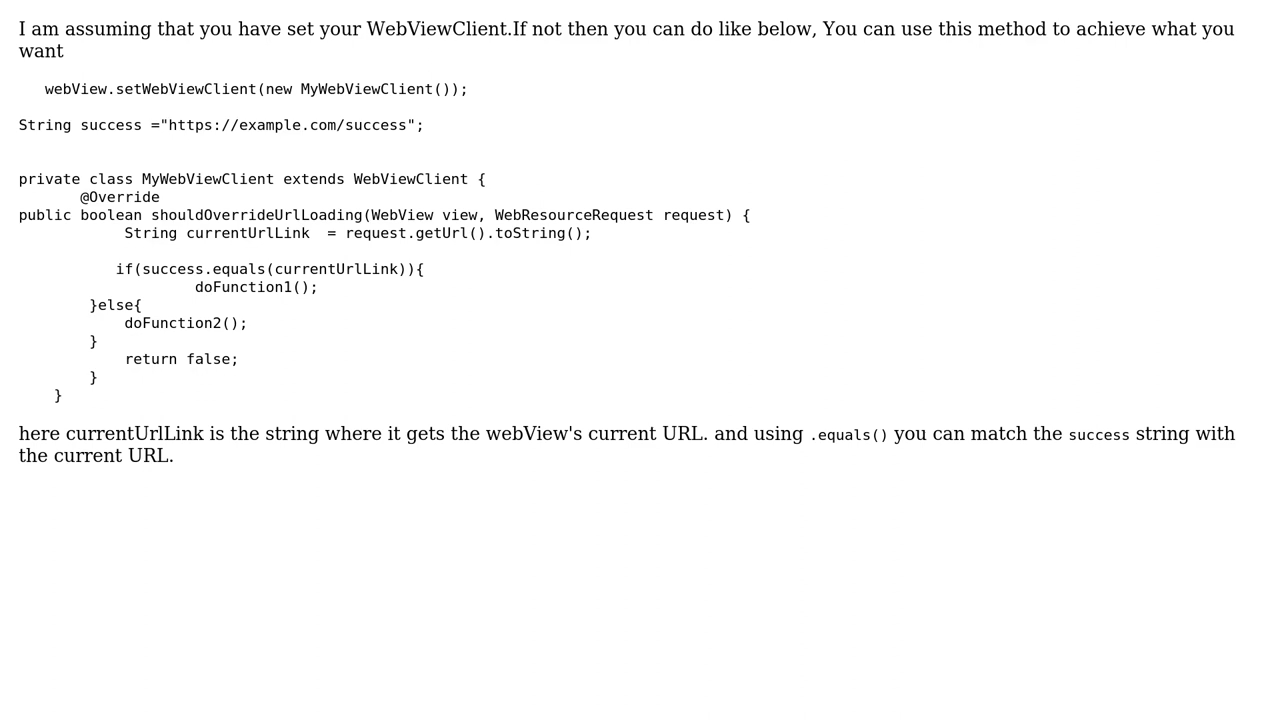 I am assuming that you have set your WebViewClient.If not then you can do like below, You can use this method to achieve what you
want
   webView.setWebViewClient(new MyWebViewClient());
String success ="https://example.com/success";
private class MyWebViewClient extends WebViewClient {
       @Override
public boolean shouldOverrideUrlLoading(WebView view, WebResourceRequest request) {
            String currentUrlLink  = request.getUrl().toString();
           if(success.equals(currentUrlLink)){
                    doFunction1();
        }else{
            doFunction2();
        }
            return false;
        }
    }
here currentUrlLink is the string where it gets the webView's current URL. and using .equals() you can match the success string with
the current URL.